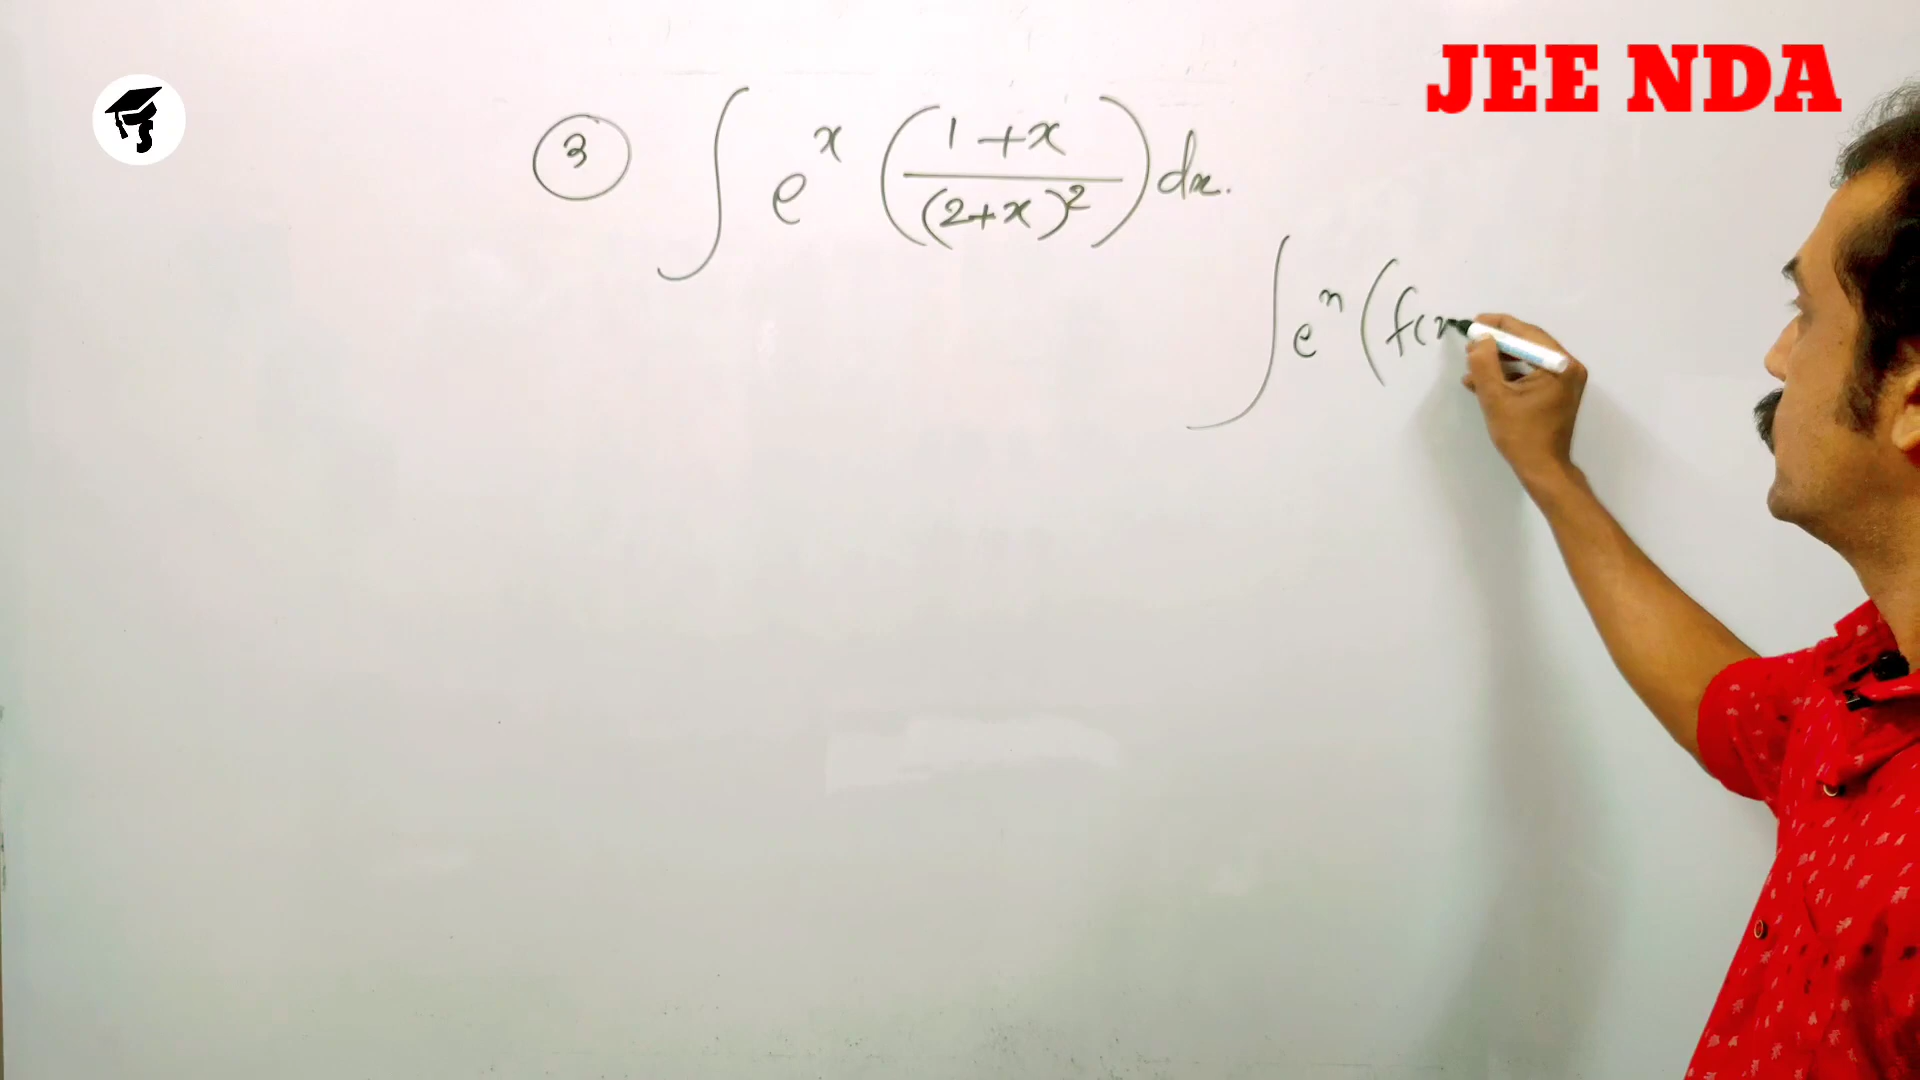 JEE NDA
③ ∫ e^x ( (1+x) / (2+x)^2 ) dx.
∫ e^x ( f(x